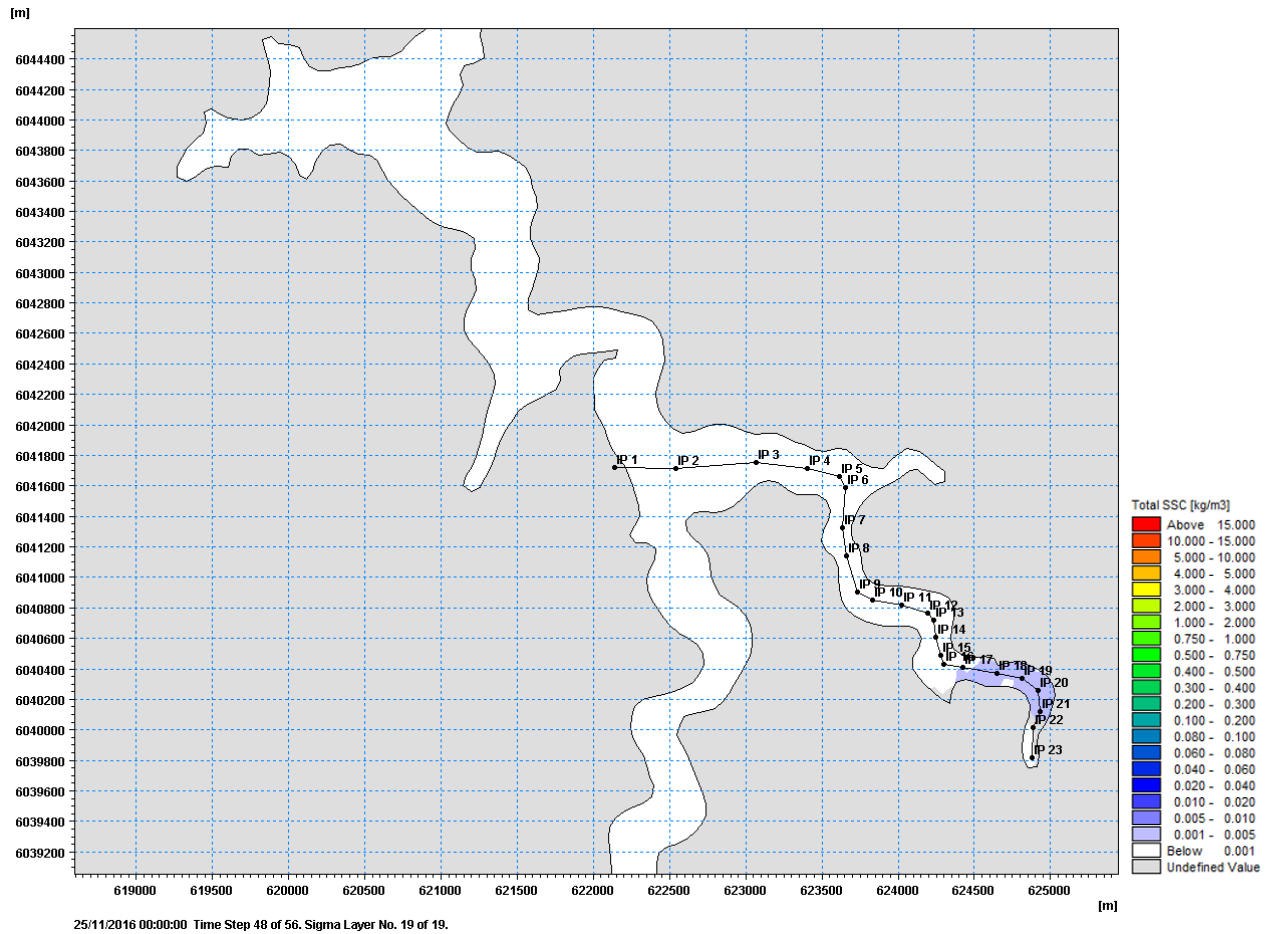 [m]
6044400
6044200
6044000
6043800
6043600
6043400
6043200
6043000
6042800
6042600
6042400
6042200
6042000
6041800
6041600
6041400
6041200
6041000
6040800
6040600
6040400
6040200
6040000
6039800
6039600
6039400
6039200
IP 1
IP 2
IP 3
IP 4
IP 5
IP 6
IP 7
IP 8
IP 9
IP 10
IP 11
IP 12
IP 13
IP 14
IP 15
IP 16
IP 17
IP 18
IP 19
IP 20
IP 21
IP 22
IP 23
619000 619500 620000 620500 621000 621500 622000 622500 623000 623500 624000 624500 625000
[m]
Total SSC [kg/m3]
Above 15.000
10.000 - 15.000
5.000 - 10.000
4.000 - 5.000
3.000 - 4.000
2.000 - 3.000
1.000 - 2.000
0.750 - 1.000
0.500 - 0.750
0.400 - 0.500
0.300 - 0.400
0.200 - 0.300
0.100 - 0.200
0.080 - 0.100
0.060 - 0.080
0.040 - 0.060
0.020 - 0.040
0.010 - 0.020
0.005 - 0.010
0.001 - 0.005
Below 0.001
Undefined Value
25/11/2016 00:00:00 Time Step 48 of 56. Sigma Layer No. 19 of 19.